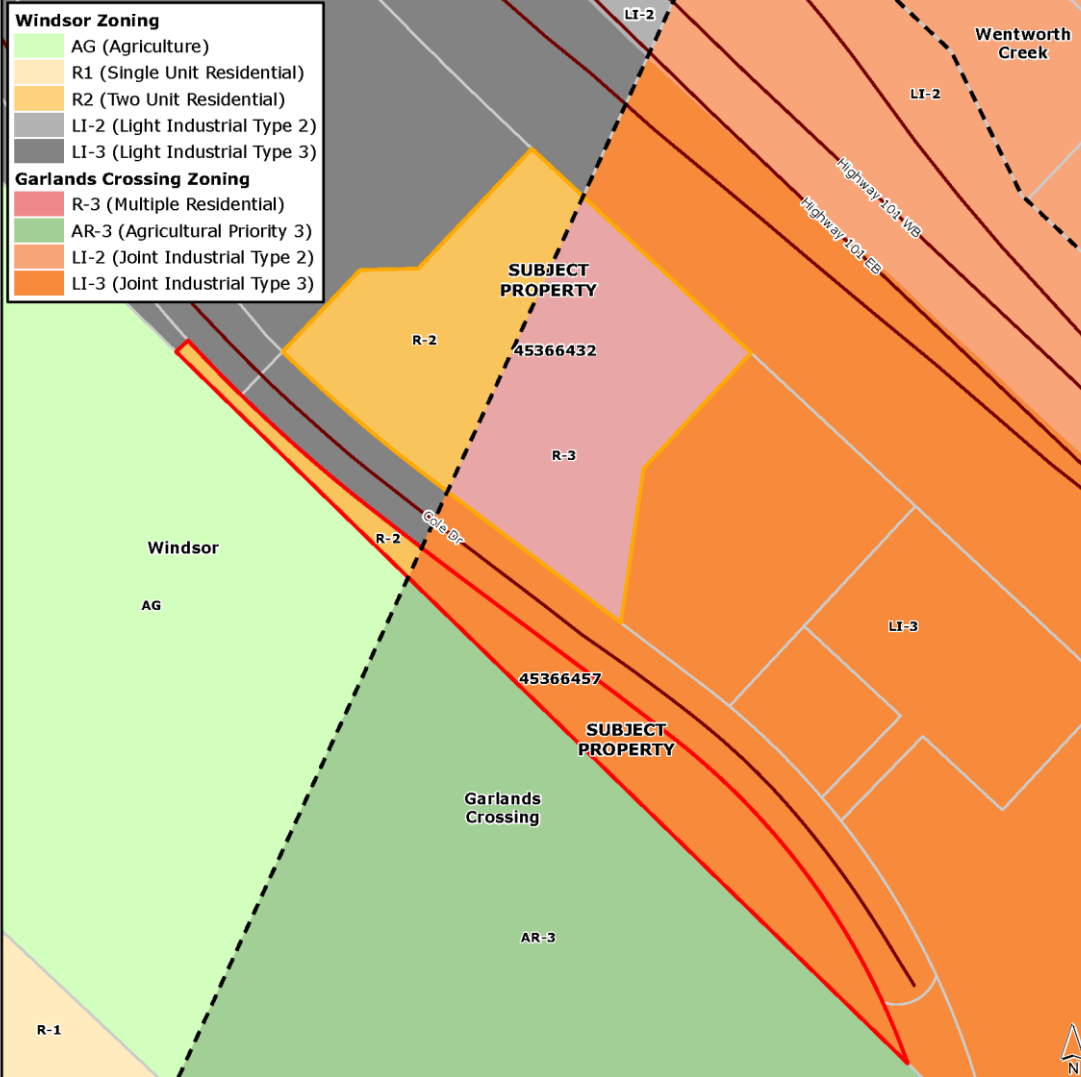 Windsor Zoning
AG (Agriculture)
R1 (Single Unit Residential)
R2 (Two Unit Residential)
LI-2 (Light Industrial Type 2)
LI-3 (Light Industrial Type 3)
Garlands Crossing Zoning
R-3 (Multiple Residential)
AR-3 (Agricultural Priority 3)
LI-2 (Joint Industrial Type 2)
LI-3 (Joint Industrial Type 3)
LI-2
Wentworth
Creek
LI-2
Highway 101 WB
Highway 101 EB
SUBJECT
PROPERTY
R-2
45366432
R-3
Cole Dr
R-2
Windsor
AG
LI-3
45366457
SUBJECT
PROPERTY
Garlands
Crossing
AR-3
R-1
N